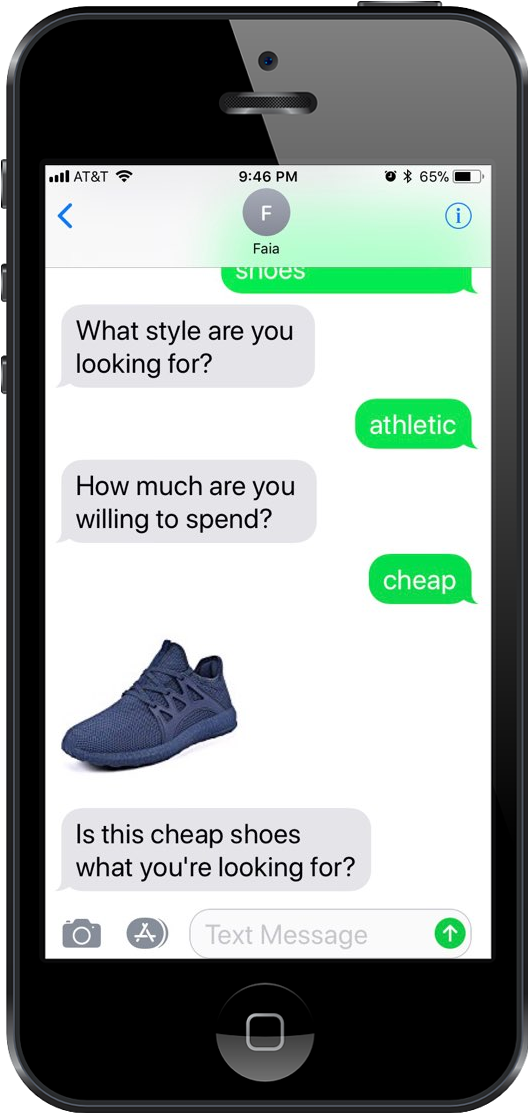 AT&T 9:46 PM 65%
F
Faia
shoes
What style are you
looking for?
athletic
How much are you
willing to spend?
cheap
Is this cheap shoes
what you're looking for?
Text Message